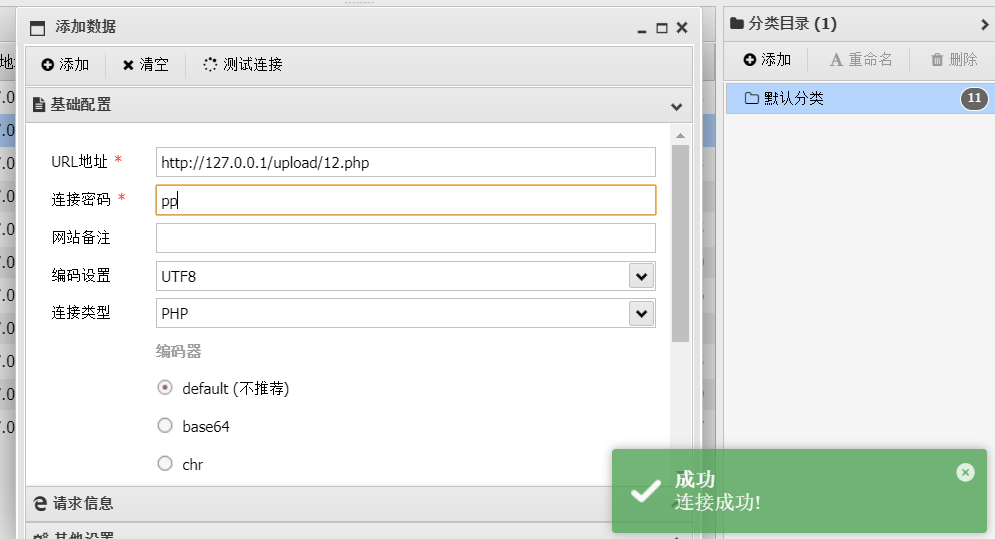 添加数据
添加 清空 测试连接
基础配置
URL地址 * http://127.0.0.1/upload/12.php
连接密码 * pp
网站备注
编码设置 UTF8
连接类型 PHP
编码器
default (不推荐)
base64
chr
请求信息
其他设置
分类目录 (1)
添加 重命名 删除
默认分类 11
成功
连接成功!